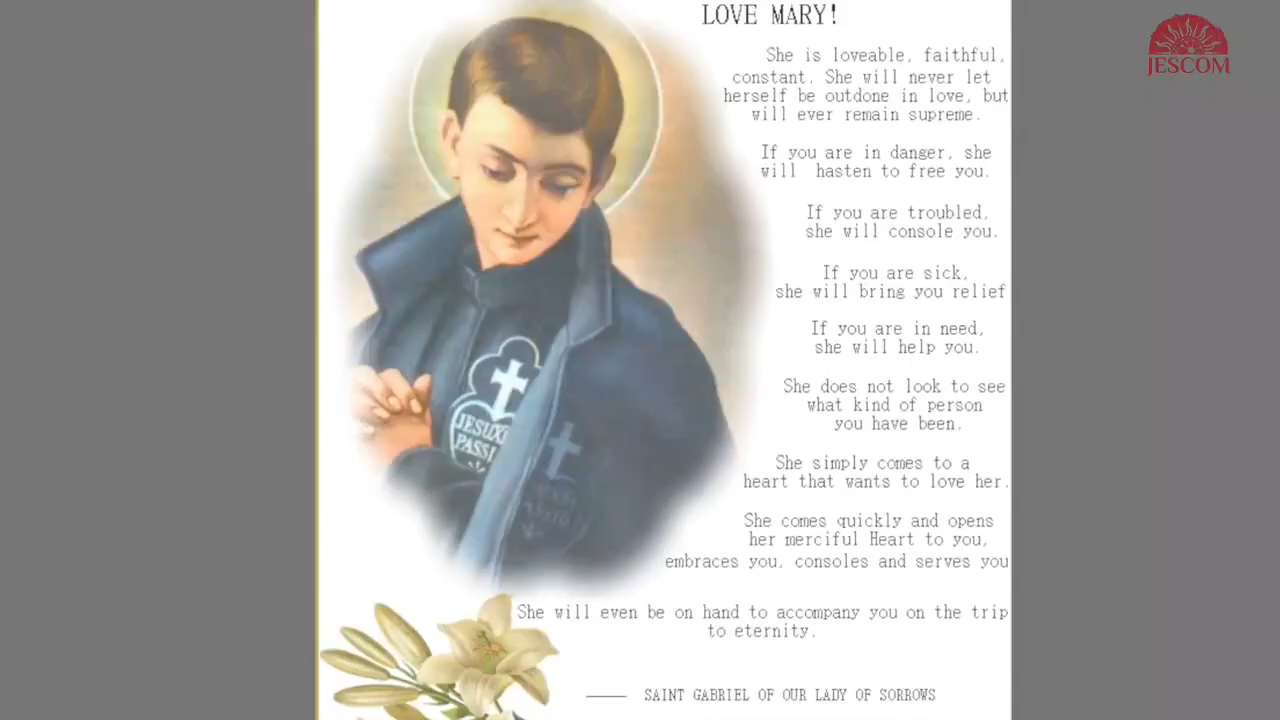 LOVE MARY!
JESCOM
She is loveable, faithful,
constant. She will never let
herself be outdone in love, but
will ever remain supreme.
If you are in danger, she
will hasten to free you.
If you are troubled,
she will console you.
If you are sick,
she will bring you relief
If you are in need,
she will help you.
She does not look to see
what kind of person
you have been.
She simply comes to a
heart that wants to love her.
She comes quickly and opens
her merciful Heart to you,
embraces you, consoles and serves you
She will even be on hand to accompany you on the trip
to eternity.
—— SAINT GABRIEL OF OUR LADY OF SORROWS
JESUXP
PASSI